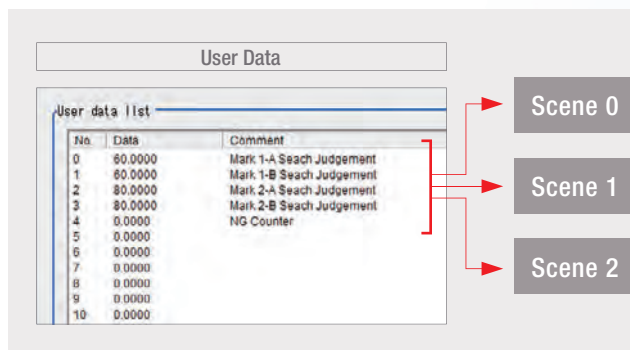 User Data
User data list
No. Data Comment
0 60.0000 Mark 1-A Seach Judgement
1 60.0000 Mark 1-B Seach Judgement
2 80.0000 Mark 2-A Seach Judgement
3 80.0000 Mark 2-B Seach Judgement
4 0.0000 NG Counter
5 0.0000
6 0.0000
7 0.0000
8 0.0000
9 0.0000
10 0.0000
Scene 0
Scene 1
Scene 2